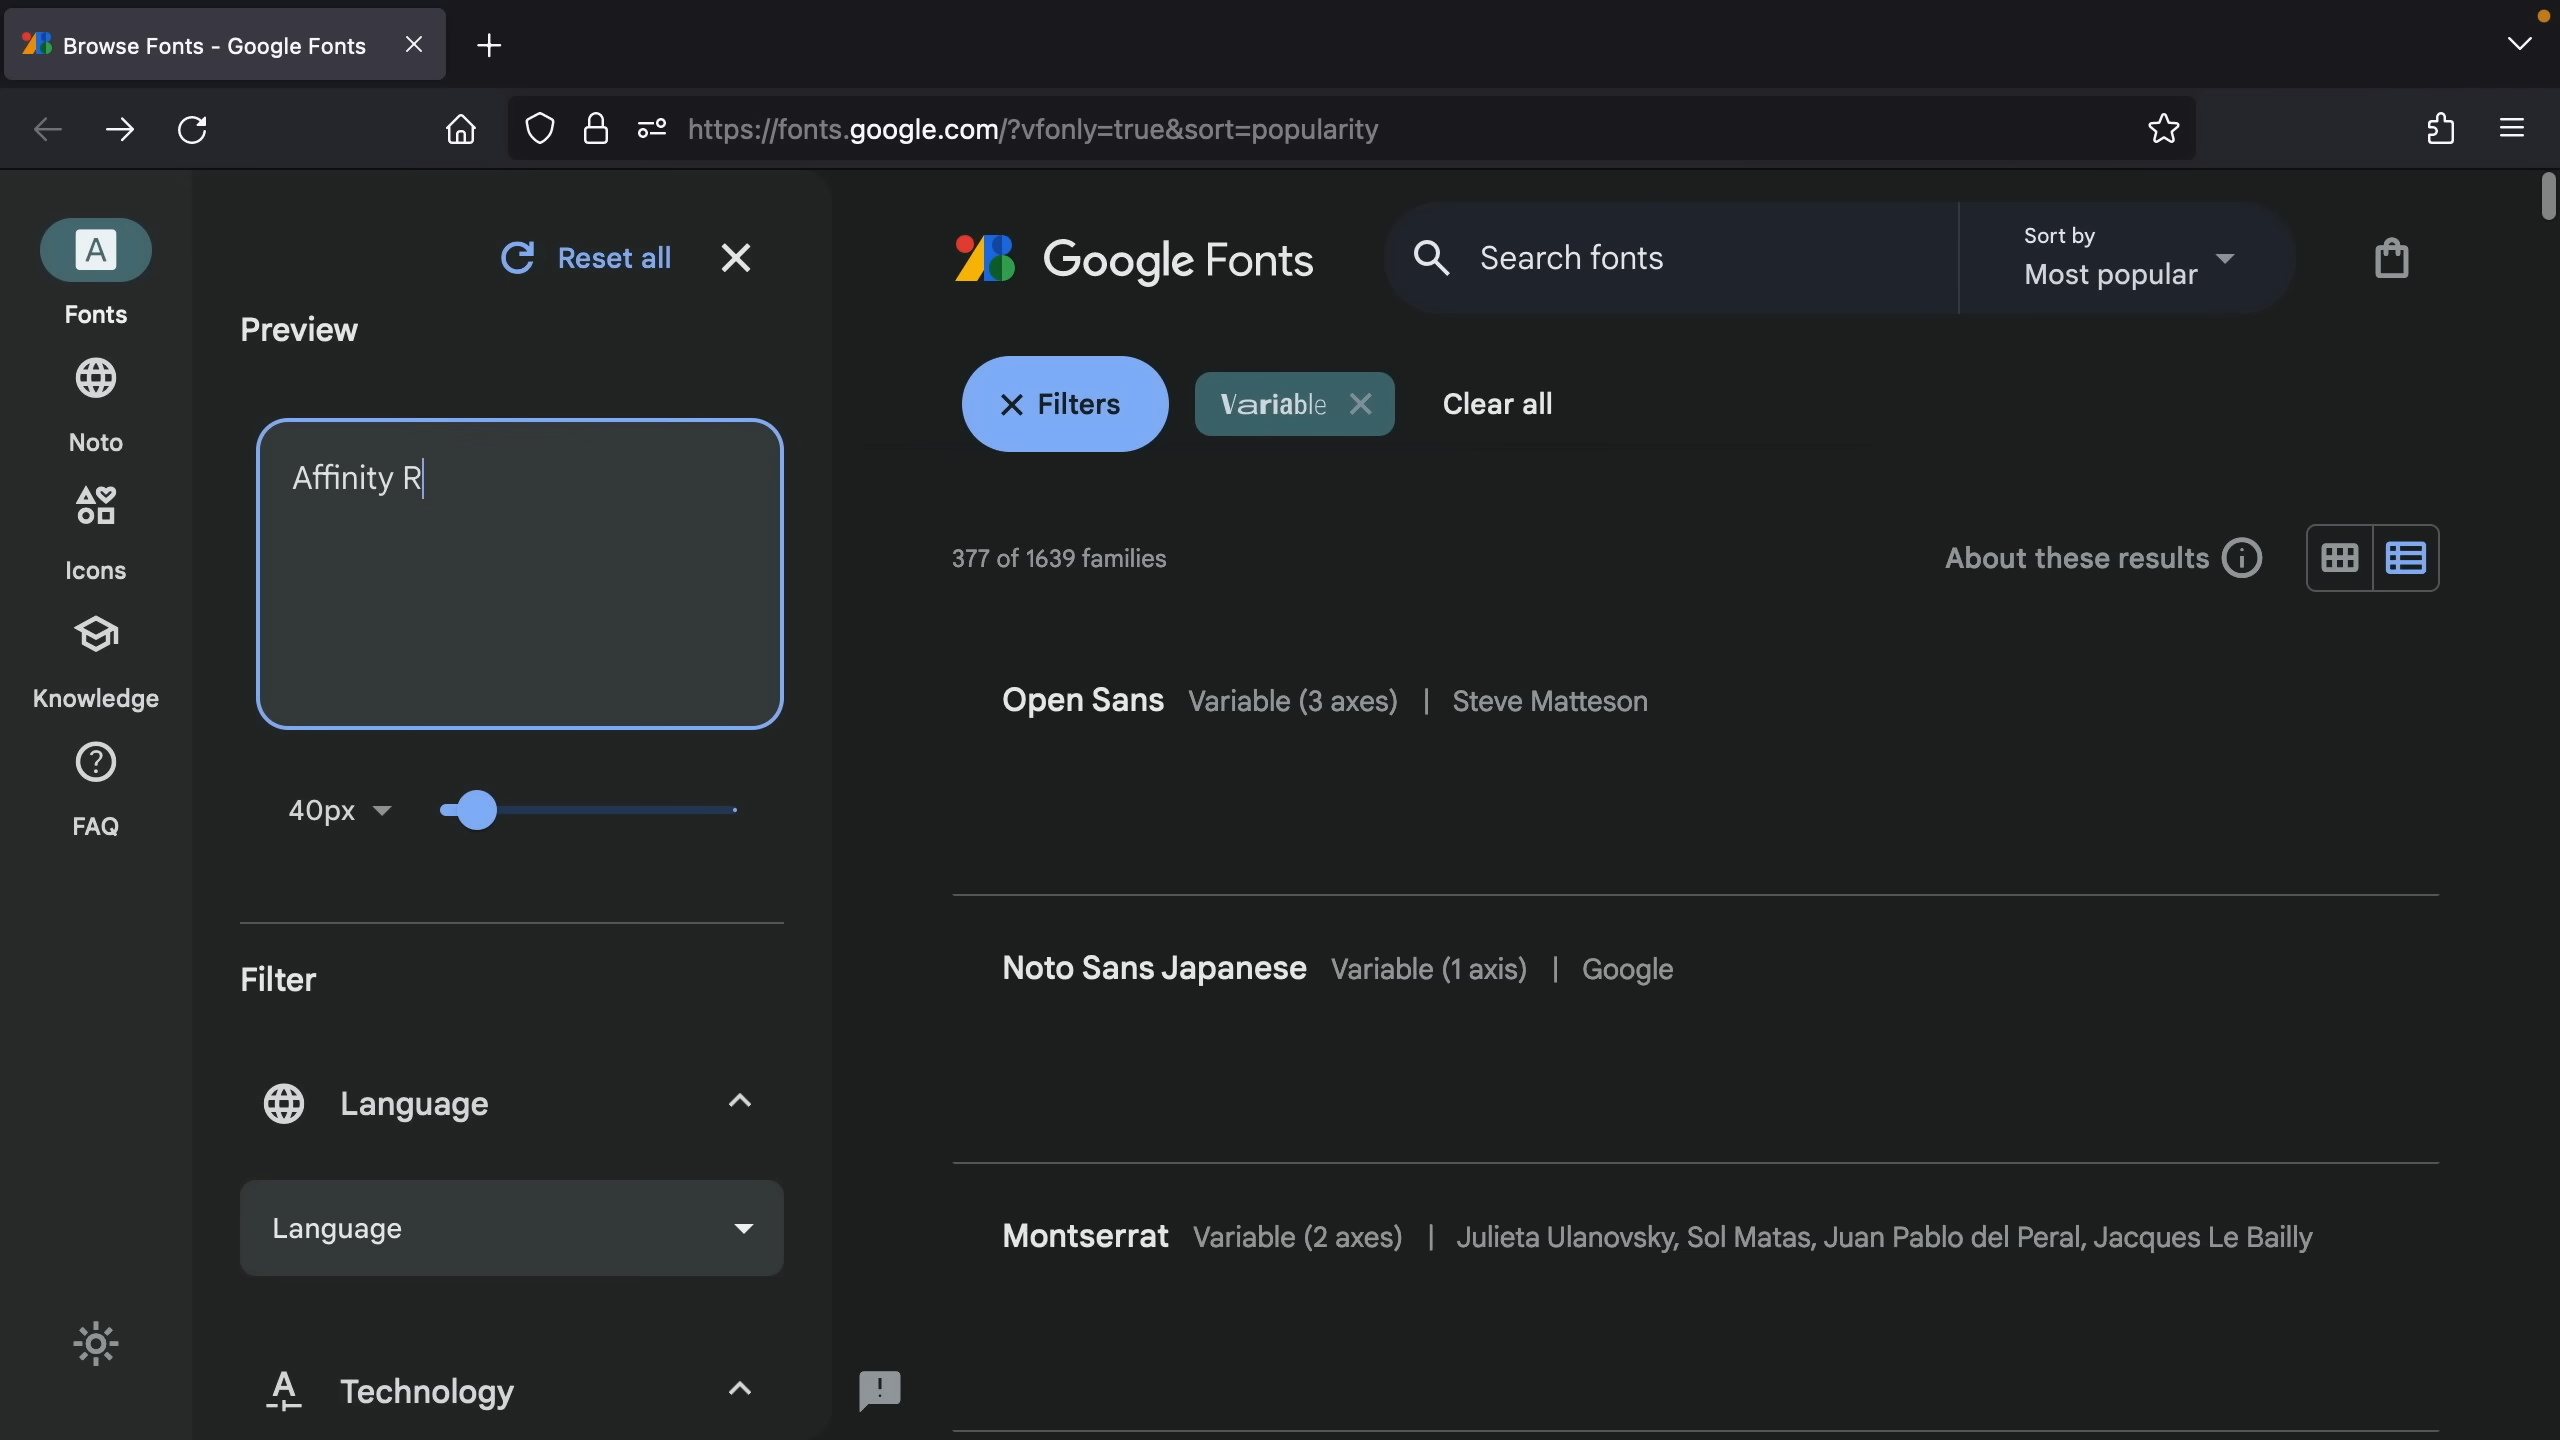 Browse Fonts - Google Fonts
https://fonts.google.com/?vfonly=true&sort=popularity
Fonts
Noto
Icons
Knowledge
FAQ
Reset all
Preview
Affinity R
40px
Filter
Language
Language
Technology
Google Fonts
Search fonts
Sort by
Most popular
Filters
Variable
Clear all
377 of 1639 families
About these results
Open Sans Variable (3 axes) | Steve Matteson
Noto Sans Japanese Variable (1 axis) | Google
Montserrat Variable (2 axes) | Julieta Ulanovsky, Sol Matas, Juan Pablo del Peral, Jacques Le Bailly